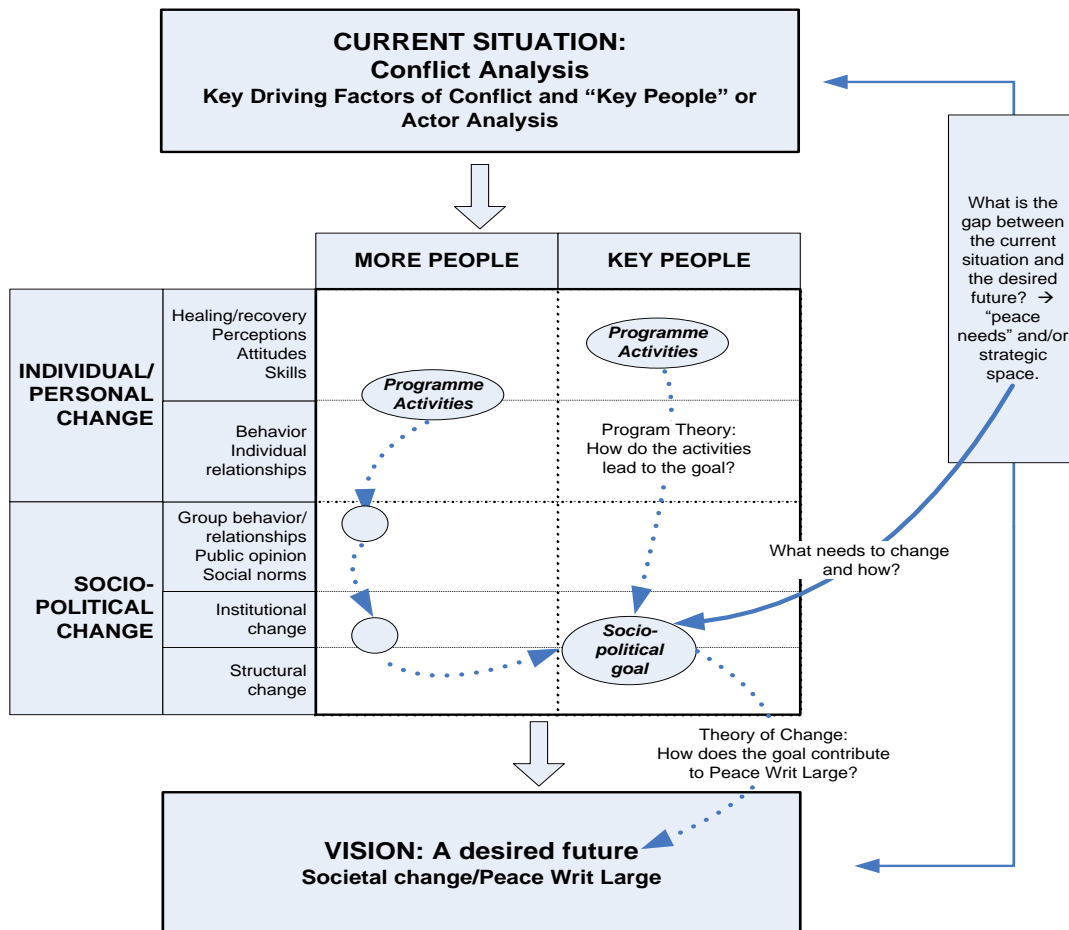 CURRENT SITUATION:
Conflict Analysis
Key Driving Factors of Conflict and “Key People” or
Actor Analysis
What is the
gap between
the current
situation and
the desired
future? →
“peace
needs” and/or
strategic
space.
MORE PEOPLE
KEY PEOPLE
INDIVIDUAL/
PERSONAL
CHANGE
Healing/recovery
Perceptions
Attitudes
Skills
Programme
Activities
Programme
Activities
Behavior
Individual
relationships
Program Theory:
How do the activities
lead to the goal?
SOCIO-
POLITICAL
CHANGE
Group behavior/
relationships
Public opinion
Social norms
What needs to change
and how?
Institutional
change
Socio-
political
goal
Structural
change
Theory of Change:
How does the goal contribute
to Peace Writ Large?
VISION: A desired future
Societal change/Peace Writ Large